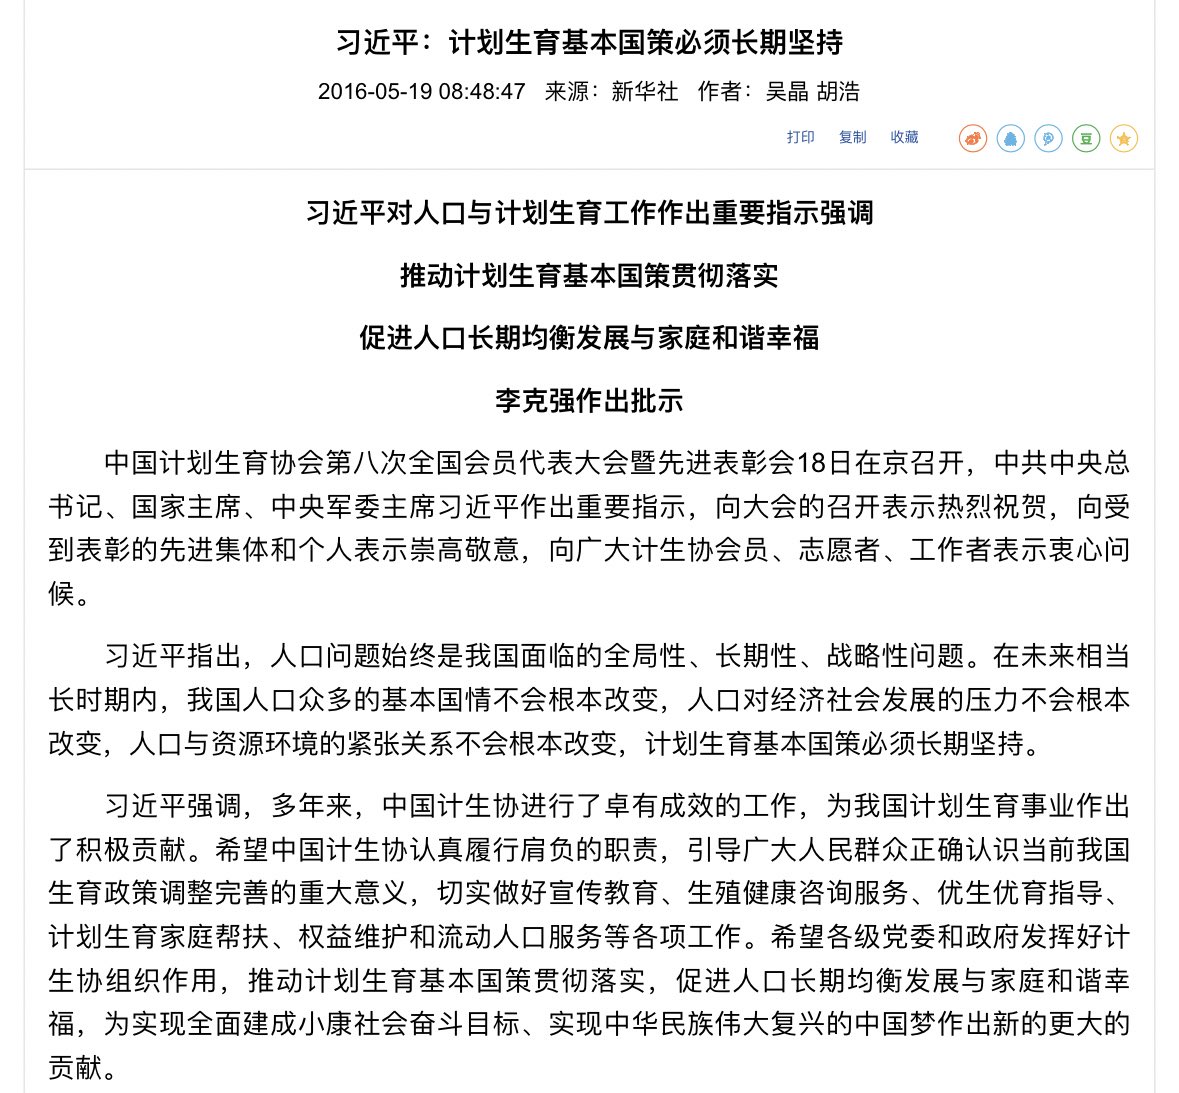 习近平：计划生育基本国策必须长期坚持
2016-05-19 08:48:47 来源：新华社 作者：吴晶 胡浩
打印 复制 收藏
豆
习近平对人口与计划生育工作作出重要指示强调
推动计划生育基本国策贯彻落实
促进人口长期均衡发展与家庭和谐幸福
李克强作出批示
中国计划生育协会第八次全国会员代表大会暨先进表彰会18日在京召开，中共中央总
书记、国家主席、中央军委主席习近平作出重要指示，向大会的召开表示热烈祝贺，向受
到表彰的先进集体和个人表示崇高敬意，向广大计生协会员、志愿者、工作者表示衷心问
候。
习近平指出，人口问题始终是我国面临的全局性、长期性、战略性问题。在未来相当
长时期内，我国人口众多的基本国情不会根本改变，人口对经济社会发展的压力不会根本
改变，人口与资源环境的紧张关系不会根本改变，计划生育基本国策必须长期坚持。
习近平强调，多年来，中国计生协进行了卓有成效的工作，为我国计划生育事业作出
了积极贡献。希望中国计生协认真履行肩负的职责，引导广大人民群众正确认识当前我国
生育政策调整完善的重大意义，切实做好宣传教育、生殖健康咨询服务、优生优育指导、
计划生育家庭帮扶、权益维护和流动人口服务等各项工作。希望各级党委和政府发挥好计
生协组织作用，推动计划生育基本国策贯彻落实，促进人口长期均衡发展与家庭和谐幸
福，为实现全面建成小康社会奋斗目标、实现中华民族伟大复兴的中国梦作出新的更大的
贡献。